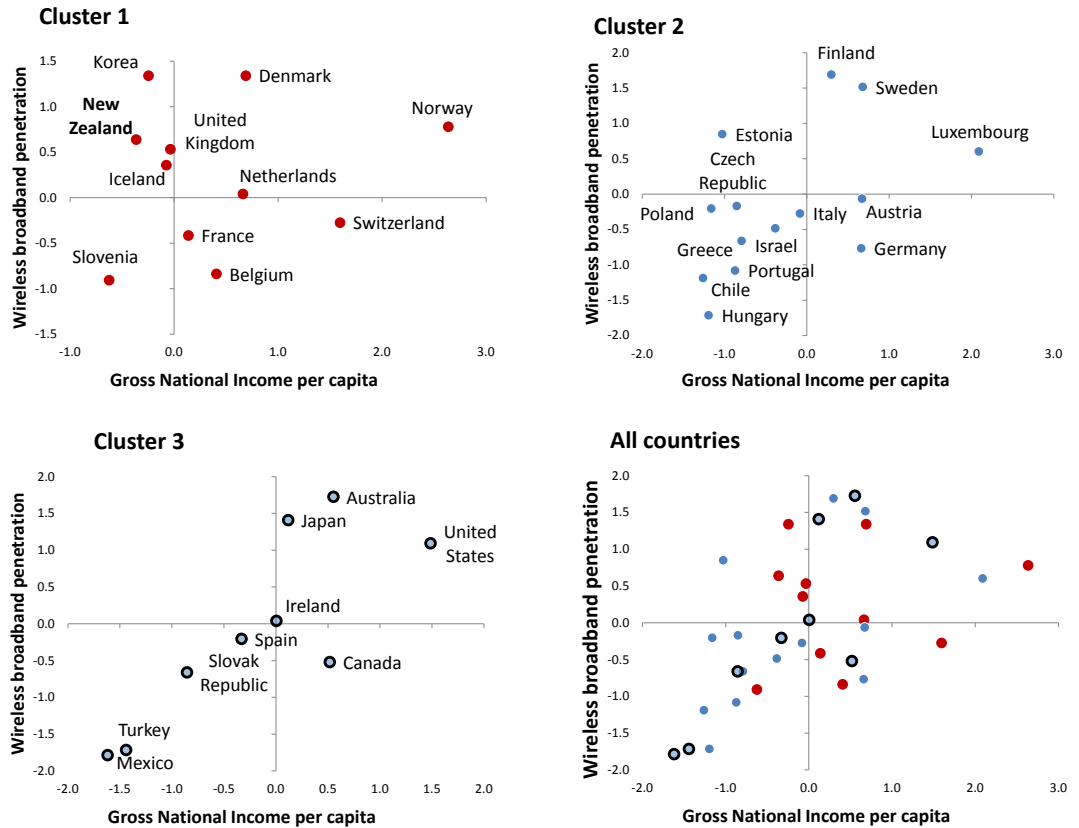 Cluster 1
Wireless broadband penetration
1.5
1.0
0.5
0.0
-0.5
-1.0
-1.5
-1.0
0.0
1.0
2.0
3.0
Korea
Denmark
Norway
New
Zealand
United
Kingdom
Iceland
Netherlands
Switzerland
France
Slovenia
Belgium
Gross National Income per capita
Cluster 2
Wireless broadband penetration
2.0
1.5
1.0
0.5
0.0
-0.5
-1.0
-1.5
-2.0
-2.0
-1.0
0.0
1.0
2.0
3.0
Finland
Sweden
Luxembourg
Estonia
Czech
Republic
Poland
Italy
Austria
Greece
Israel
Germany
Portugal
Chile
Hungary
Gross National Income per capita
Cluster 3
Wireless broadband penetration
2.0
1.5
1.0
0.5
0.0
-0.5
-1.0
-1.5
-2.0
-2.0
-1.5
-1.0
-0.5
0.0
0.5
1.0
1.5
2.0
Australia
Japan
United
States
Ireland
Spain
Slovak
Republic
Canada
Turkey
Mexico
Gross National Income per capita
All countries
Wireless broadband penetration
2.0
1.5
1.0
0.5
0.0
-0.5
-1.0
-1.5
-2.0
-2.0
-1.0
0.0
1.0
2.0
3.0
Gross National Income per capita